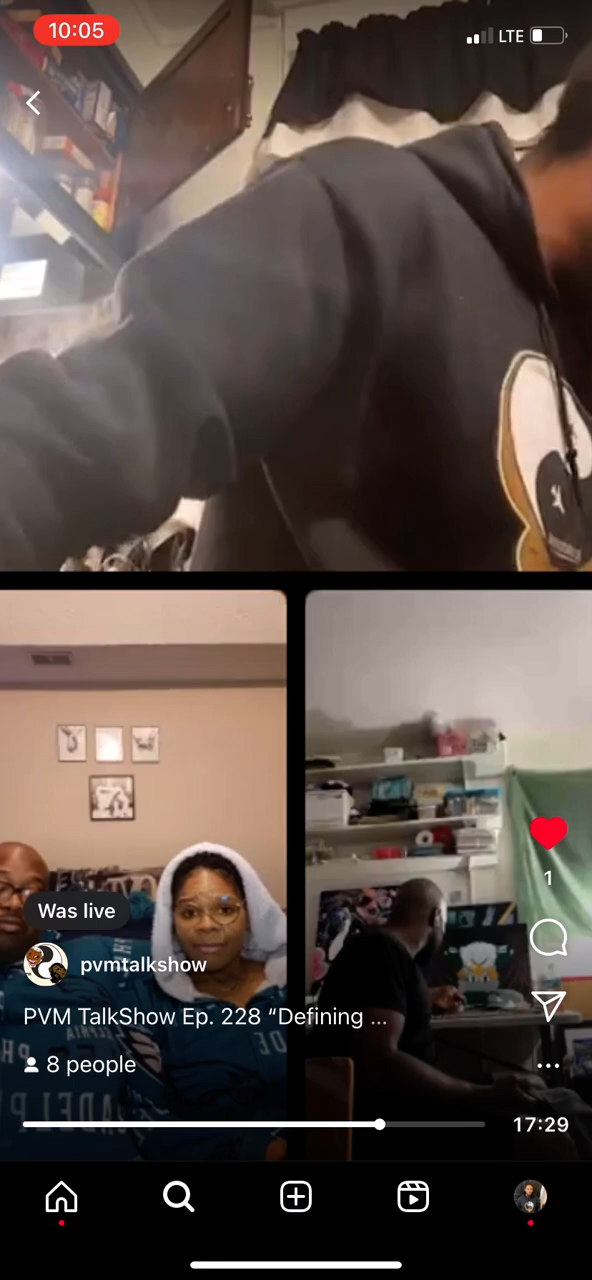 10:05
LTE
Was live
pvmtalkshow
PVM TalkShow Ep. 228 “Defining ...
8 people
1
17:29